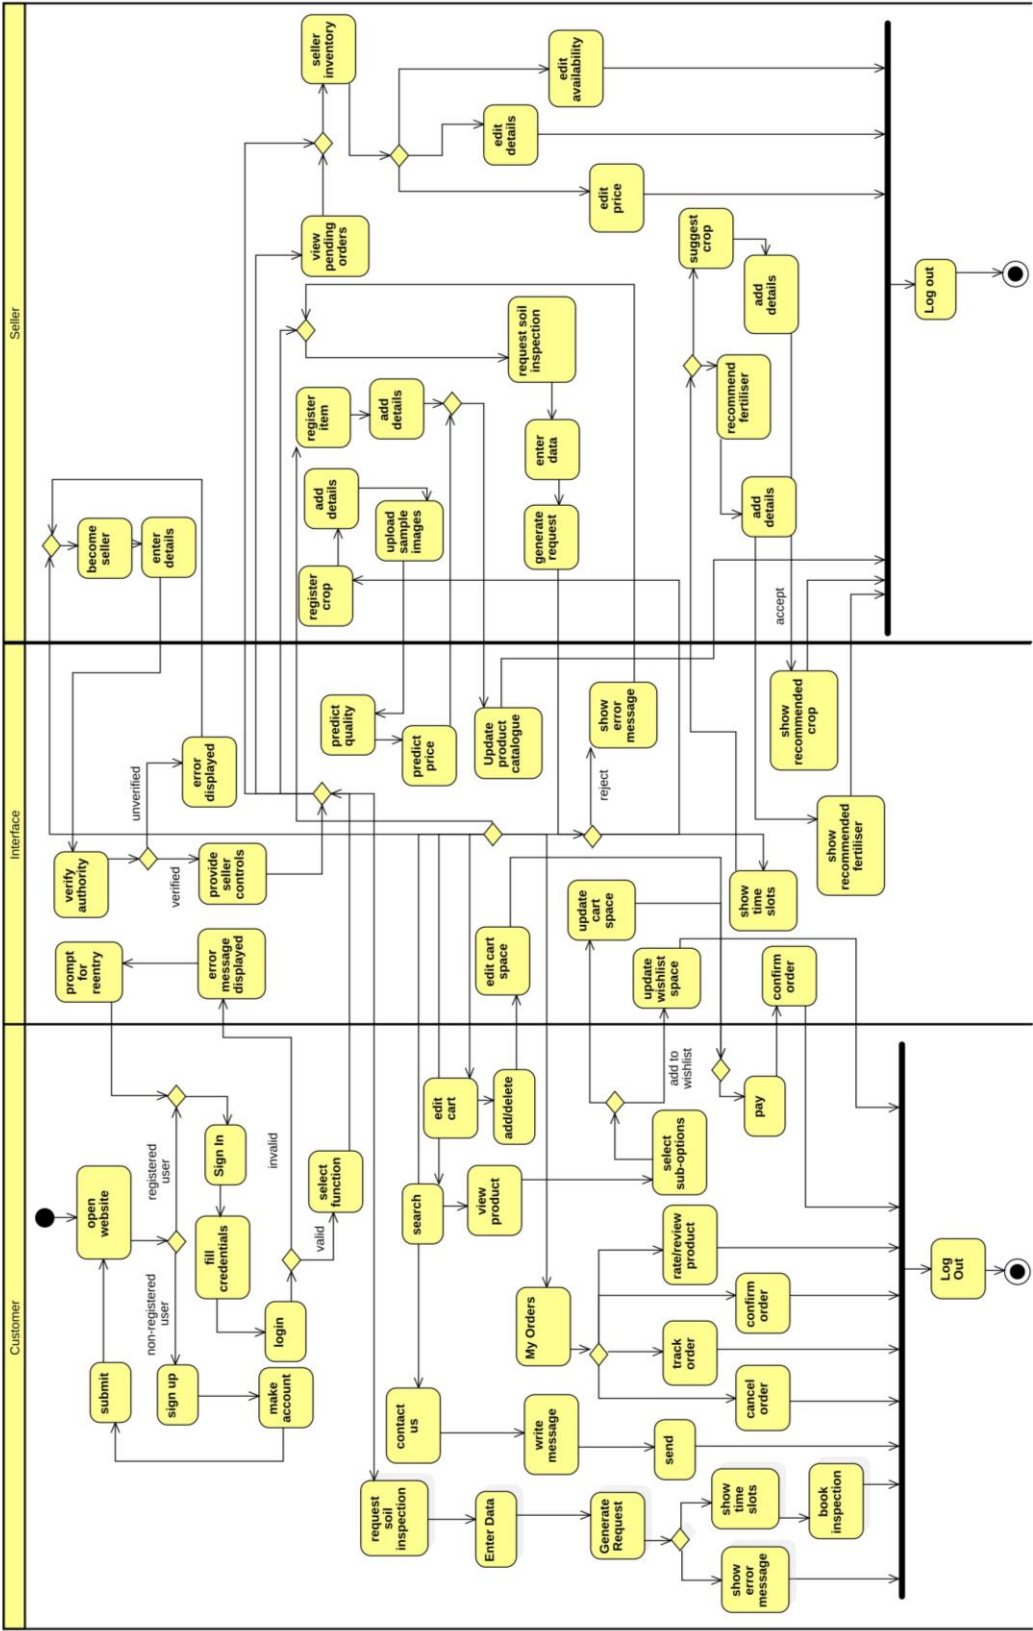 Customer
Interface
Seller
open
website
submit
non-registered
user
registered
user
sign up
make
account
Sign In
fill
credentials
login
invalid
valid
select
function
search
view
product
edit
cart
add/delete
select
sub-options
add to
wishlist
pay
contact
us
write
message
send
My Orders
cancel
order
track
order
confirm
order
rate/review
product
request
soil
inspection
Enter Data
Generate
Request
show
error
message
show
time
slots
book
inspection
Log
Out
prompt
for
reentry
error
message
displayed
verify
authority
verified
unverified
provide
seller
controls
error
displayed
predict
quality
predict
price
Update
product
catalogue
edit cart
space
update
cart
space
update
wishlist
space
confirm
order
reject
show
error
message
show
time
slots
show
recommended
crop
show
recommended
fertiliser
become
seller
enter
details
register
crop
add
details
upload
sample
images
register
item
add
details
view
pending
orders
seller
inventory
edit
price
edit
details
edit
availability
request soil
inspection
enter
data
generate
request
suggest
crop
add
details
recommend
fertiliser
add
details
accept
Log out